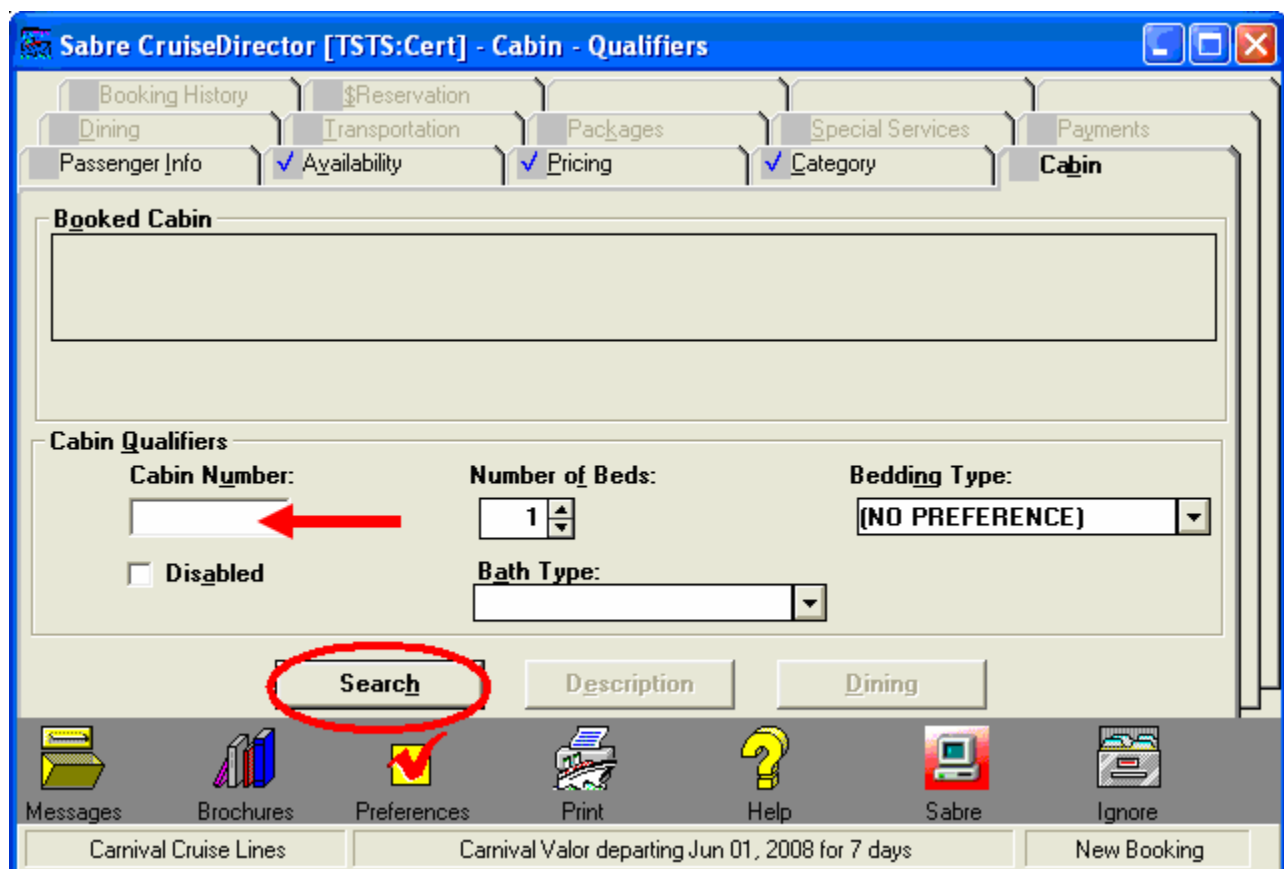 Sabre CruiseDirector [TSTS:Cert] - Cabin - Qualifiers
Booking History $Reservation
Dining Transportation Packages Special Services Payments
Passenger Info Availability Pricing Category Cabin
Booked Cabin
Cabin Qualifiers
Cabin Number: Number of Beds: Bedding Type:
1 (NO PREFERENCE)
Disabled Bath Type:
Search Description Dining
Messages Brochures Preferences Print Help Sabre Ignore
Carnival Cruise Lines Carnival Valor departing Jun 01, 2008 for 7 days New Booking